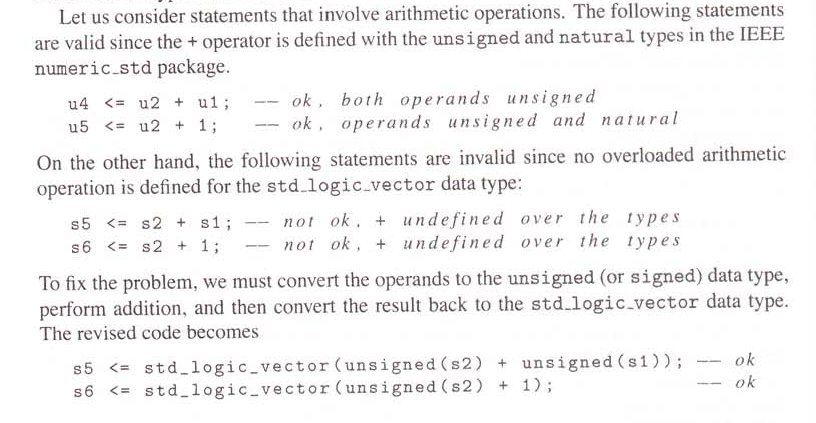 Let us consider statements that involve arithmetic operations. The following statements
are valid since the + operator is defined with the unsigned and natural types in the IEEE
numeric_std package.
u4 <= u2 + u1; -- ok, both operands unsigned
u5 <= u2 + 1; -- ok, operands unsigned and natural
On the other hand, the following statements are invalid since no overloaded arithmetic
operation is defined for the std_logic_vector data type:
s5 <= s2 + s1; -- not ok, + undefined over the types
s6 <= s2 + 1; -- not ok, + undefined over the types
To fix the problem, we must convert the operands to the unsigned (or signed) data type,
perform addition, and then convert the result back to the std_logic_vector data type.
The revised code becomes
s5 <= std_logic_vector(unsigned(s2) + unsigned(s1)); -- ok
s6 <= std_logic_vector(unsigned(s2) + 1); -- ok